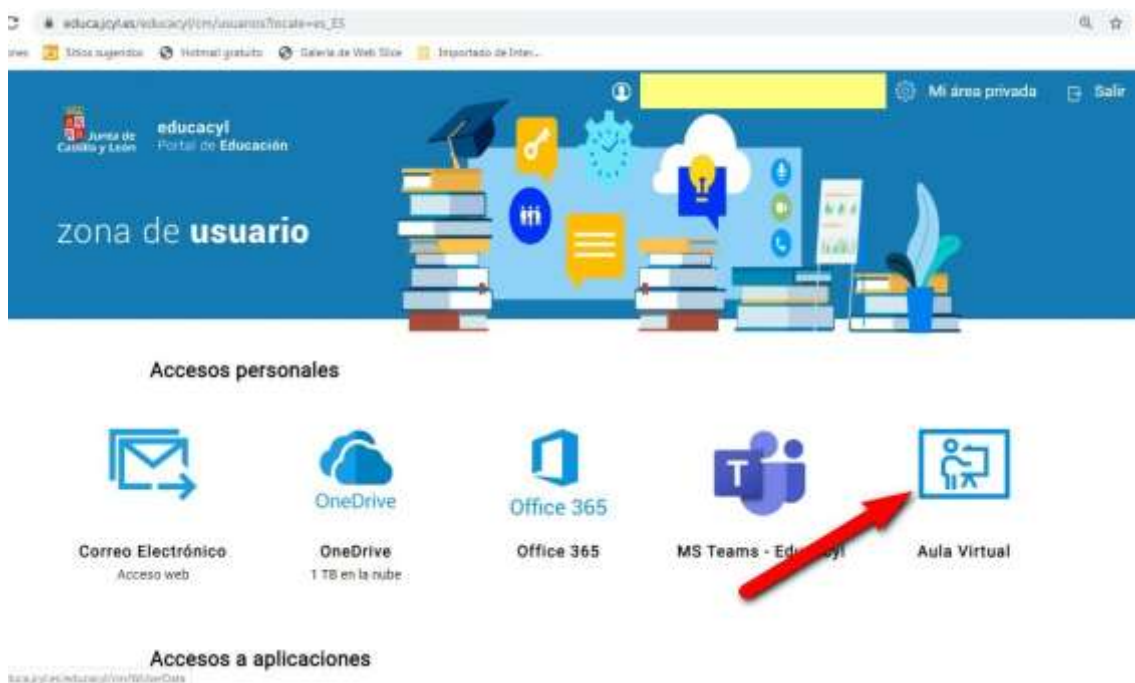 educa.jcyl.es/educacyl/cm/usuarios?locale=es_ES
Sitios sugeridos Hotmail gratuito Galería de Web Slice Importado de Inter...
Mi área privada Salir
Junta de
Castilla y León
educacyl
Portal de Educación
zona de usuario
Accesos personales
OneDrive
Office 365
T
Correo Electrónico
Acceso web
OneDrive
1 TB en la nube
Office 365
MS Teams -
Aula Virtual
Accesos a aplicaciones